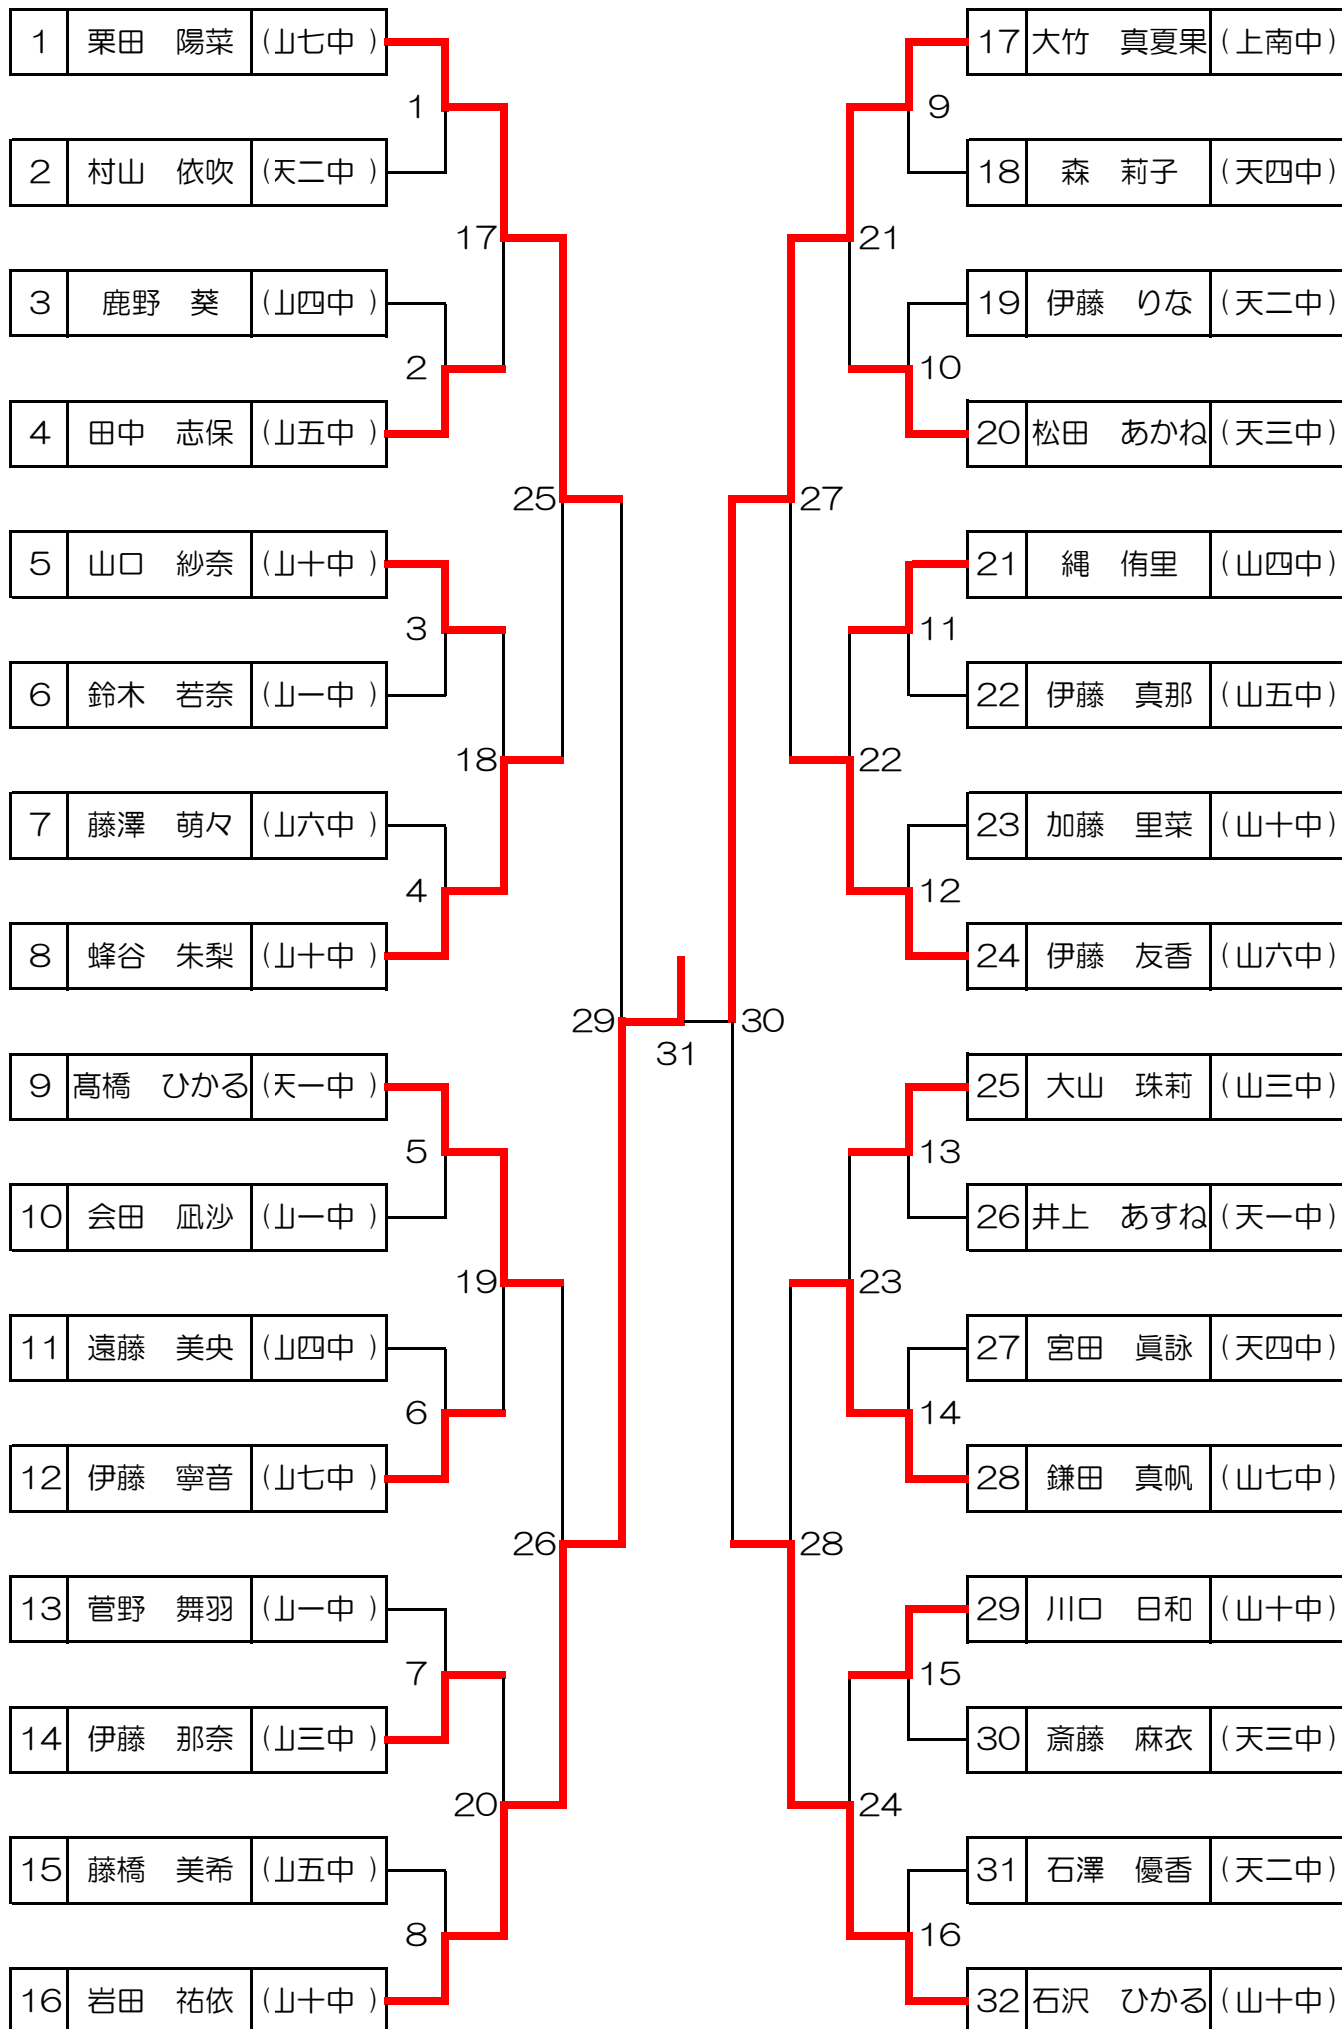 1 栗田　陽菜 (山七中)
1
2 村山　依吹 (天二中)
17
3 鹿野　葵 (山四中)
2
4 田中　志保 (山五中)
25
5 山口　紗奈 (山十中)
3
6 鈴木　若奈 (山一中)
18
7 藤澤　萌々 (山六中)
4
8 蜂谷　朱梨 (山十中)
29
9 髙橋　ひかる (天一中)
5
10 会田　凪沙 (山一中)
19
11 遠藤　美央 (山四中)
6
12 伊藤　寧音 (山七中)
26
13 菅野　舞羽 (山一中)
7
14 伊藤　那奈 (山三中)
20
15 藤橋　美希 (山五中)
8
16 岩田　祐依 (山十中)
31
17 大竹　真夏果 (上南中)
9
18 森　莉子 (天四中)
21
19 伊藤　りな (天二中)
10
20 松田　あかね (天三中)
27
21 縄　侑里 (山四中)
11
22 伊藤　真那 (山五中)
22
23 加藤　里菜 (山十中)
12
24 伊藤　友香 (山六中)
30
25 大山　珠莉 (山三中)
13
26 井上　あすね (天一中)
23
27 宮田　眞詠 (天四中)
14
28 鎌田　真帆 (山七中)
28
29 川口　日和 (山十中)
15
30 斎藤　麻衣 (天三中)
24
31 石澤　優香 (天二中)
16
32 石沢　ひかる (山十中)